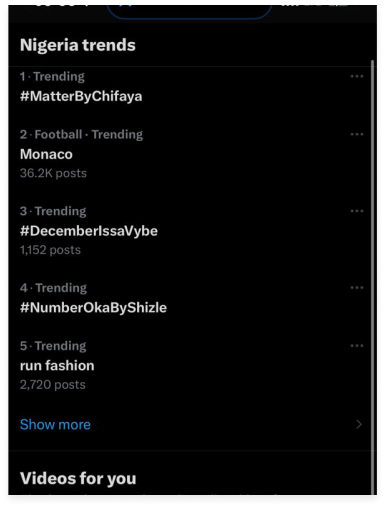 Nigeria trends
1 · Trending
#MatterByChifaya
2 · Football · Trending
Monaco
36.2K posts
3 · Trending
#DecemberIssaVybe
1,152 posts
4 · Trending
#NumberOkaByShizle
5 · Trending
run fashion
2,720 posts
Show more
Videos for you